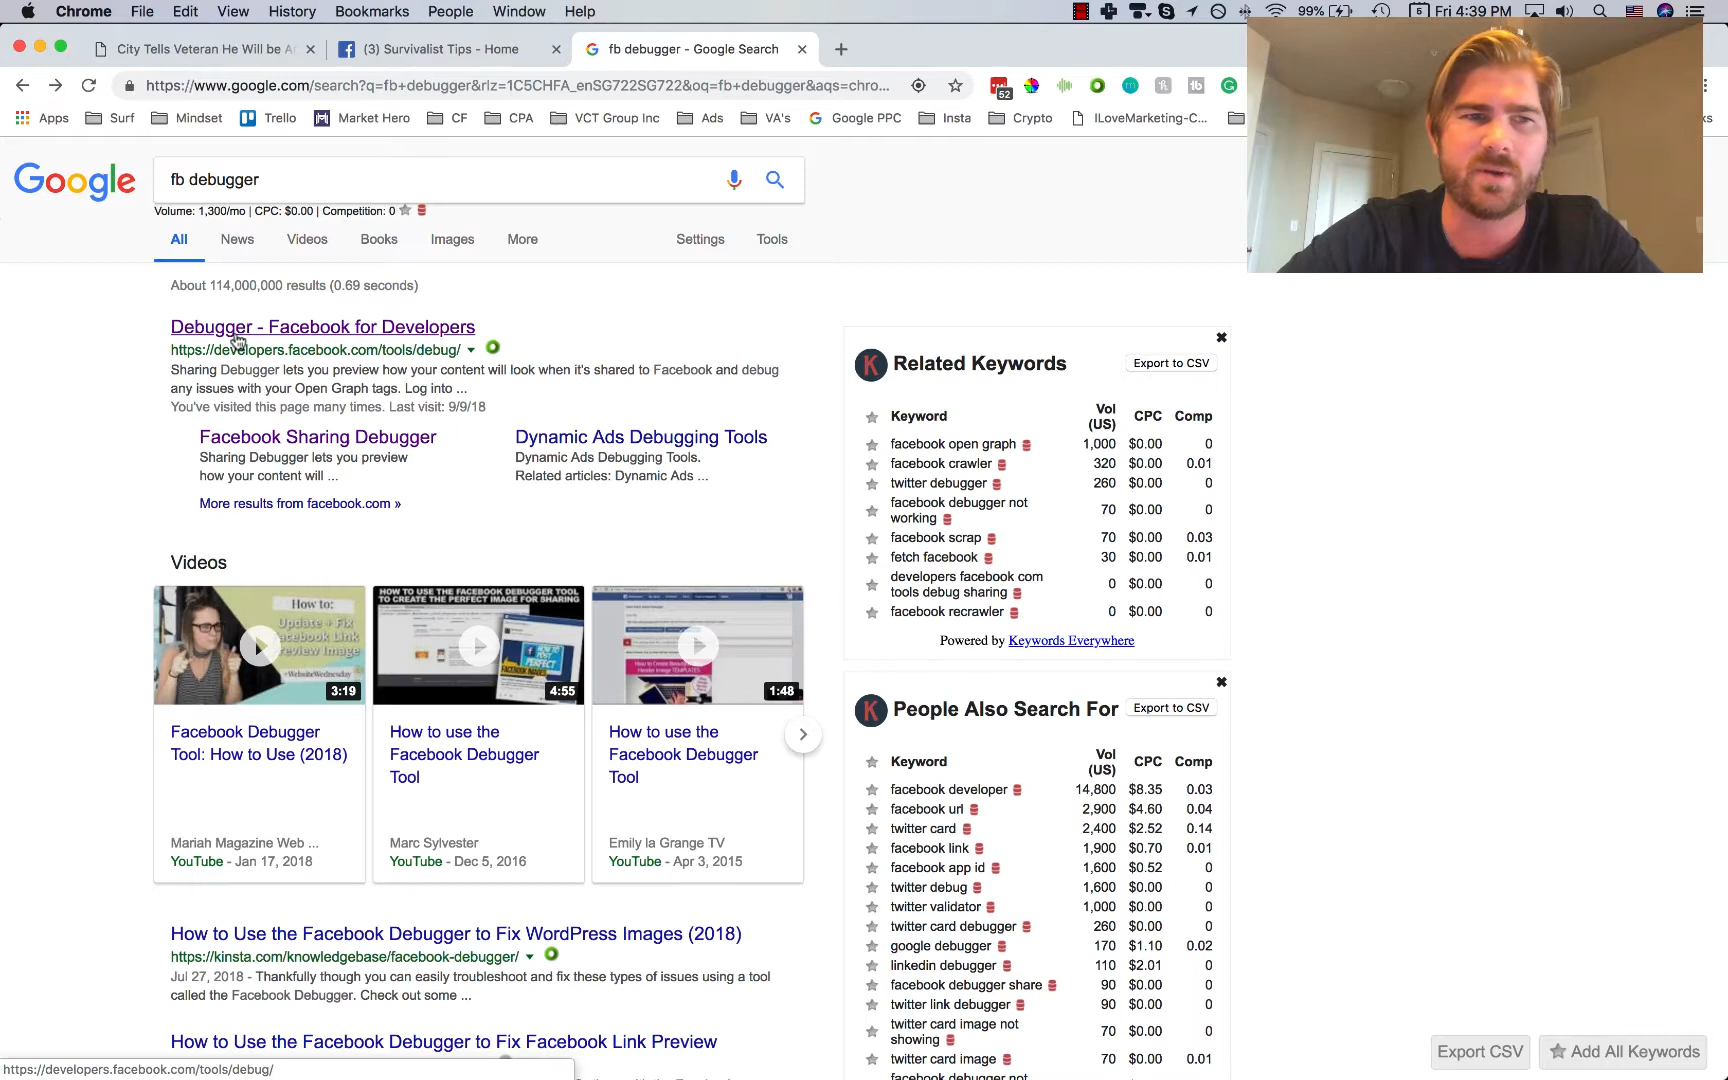 Chrome File Edit View History Bookmarks People Window Help 99% Fri 4:39 PM
City Tells Veteran He Will be Ar (3) Survivalist Tips - Home fb debugger - Google Search
https://www.google.com/search?q=fb+debugger&rlz=1C5CHFA_enSG722SG722&oq=fb+debugger&aqs=chro... 52
Apps Surf Mindset Trello Market Hero CF CPA VCT Group Inc Ads VA's Google PPC Insta Crypto ILoveMarketing-C...
Google fb debugger
Volume: 1,300/mo | CPC: $0.00 | Competition: 0
All News Videos Books Images More Settings Tools
About 114,000,000 results (0.69 seconds)
Debugger - Facebook for Developers
https://developers.facebook.com/tools/debug/
Sharing Debugger lets you preview how your content will look when it's shared to Facebook and debug
any issues with your Open Graph tags. Log into ...
You've visited this page many times. Last visit: 9/9/18
Facebook Sharing Debugger
Sharing Debugger lets you preview
how your content will ...
Dynamic Ads Debugging Tools
Dynamic Ads Debugging Tools.
Related articles: Dynamic Ads ...
More results from facebook.com »
Videos
How to:
Update + Fix
Facebook Link
Preview Image
#WebsiteWednesday
3:19
Facebook Debugger
Tool: How to Use (2018)
Mariah Magazine Web ...
YouTube - Jan 17, 2018
HOW TO USE THE FACEBOOK DEBUGGER TOOL
TO CREATE THE PERFECT IMAGE FOR SHARING
4:55
How to use the
Facebook Debugger
Tool
Marc Sylvester
YouTube - Dec 5, 2016
1:48
How to use the
Facebook Debugger
Tool
Emily la Grange TV
YouTube - Apr 3, 2015
How to Use the Facebook Debugger to Fix WordPress Images (2018)
https://kinsta.com/knowledgebase/facebook-debugger/
Jul 27, 2018 - Thankfully though you can easily troubleshoot and fix these types of issues using a tool
called the Facebook Debugger. Check out some ...
How to Use the Facebook Debugger to Fix Facebook Link Preview
https://developers.facebook.com/tools/debug/
K Related Keywords Export to CSV
Keyword Vol (US) CPC Comp
facebook open graph 1,000 $0.00 0
facebook crawler 320 $0.00 0.01
twitter debugger 260 $0.00 0
facebook debugger not
working 70 $0.00 0
facebook scrap 70 $0.00 0.03
fetch facebook 30 $0.00 0.01
developers facebook com
tools debug sharing 0 $0.00 0
facebook recrawler 0 $0.00 0
Powered by Keywords Everywhere
K People Also Search For Export to CSV
Keyword Vol (US) CPC Comp
facebook developer 14,800 $8.35 0.03
facebook url 2,900 $4.60 0.04
twitter card 2,400 $2.52 0.14
facebook link 1,900 $0.70 0.01
facebook app id 1,600 $0.52 0
twitter debug 1,600 $0.00 0
twitter validator 1,000 $0.00 0
twitter card debugger 260 $0.00 0
google debugger 170 $1.10 0.02
linkedin debugger 110 $2.01 0
facebook debugger share 90 $0.00 0
twitter link debugger 90 $0.00 0
twitter card image not
showing 70 $0.00 0
twitter card image 70 $0.00 0.01
facebook debugger not
Export CSV Add All Keywords